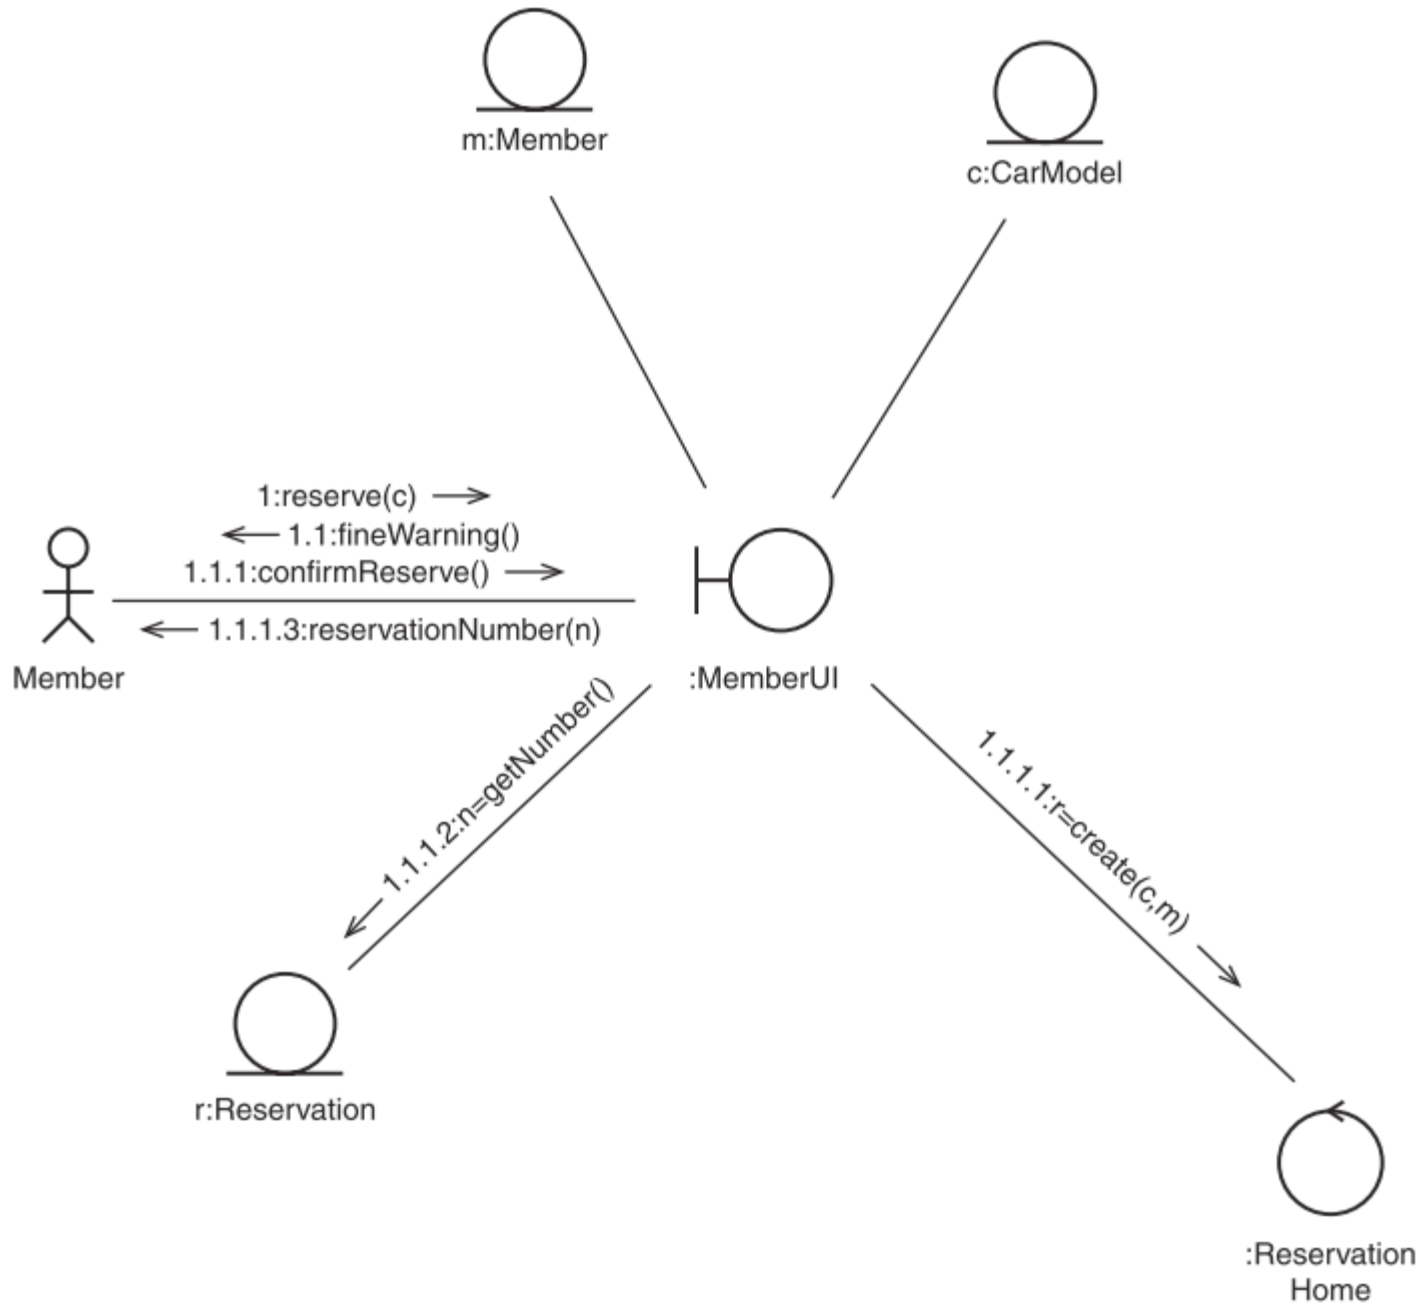 m:Member
c:CarModel
1:reserve(c)
1.1:fineWarning()
1.1.1:confirmReserve()
1.1.1.3:reservationNumber(n)
Member
:MemberUI
1.1.1.2:n=getNumber()
1.1.1.1:r=create(c,m)
r:Reservation
:Reservation
Home